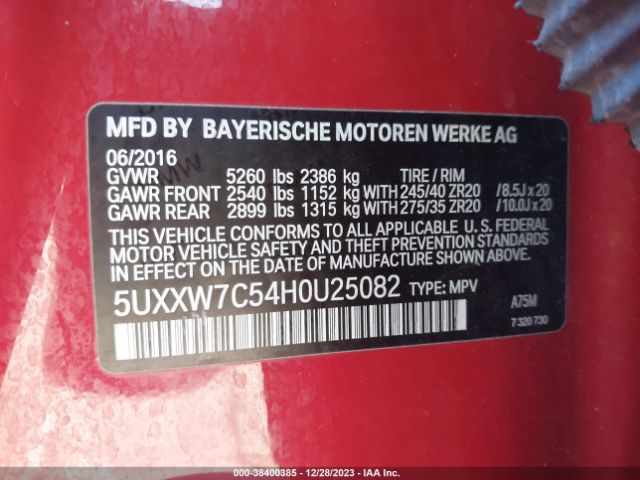 MFD BY BAYERISCHE MOTOREN WERKE AG
06/2016
GVWR 5260 lbs 2386 kg TIRE / RIM
GAWR FRONT 2540 lbs 1152 kg WITH 245/40 ZR20 / 8.5J x 20
GAWR REAR 2899 lbs 1315 kg WITH 275/35 ZR20 / 10.0J x 20
THIS VEHICLE CONFORMS TO ALL APPLICABLE U. S. FEDERAL
MOTOR VEHICLE SAFETY AND THEFT PREVENTION STANDARDS
IN EFFECT ON THE DATE OF MANUFACTURE SHOWN ABOVE.
5UXXW7C54H0U25082 TYPE: MPV
A75M
7 320 730
000-38400385 - 12/28/2023 - IAA Inc.